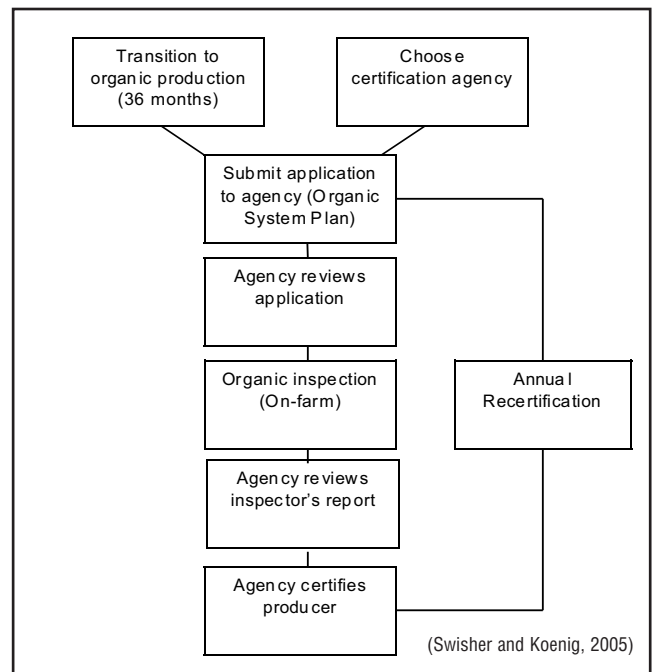 Transition to
organic production
(36 months)
Choose
certification agency
Submit application
to agency (Organic
System Plan)
Agency reviews
application
Organic inspection
(On-farm)
Annual
Recertification
Agency reviews
inspector's report
Agency certifies
producer
(Swisher and Koenig, 2005)